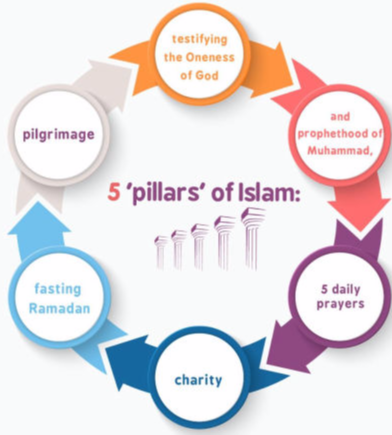 5 'pillars' of Islam:
testifying
the Oneness
of God
and
prophethood of
Muhammad,
5 daily
prayers
charity
fasting
Ramadan
pilgrimage